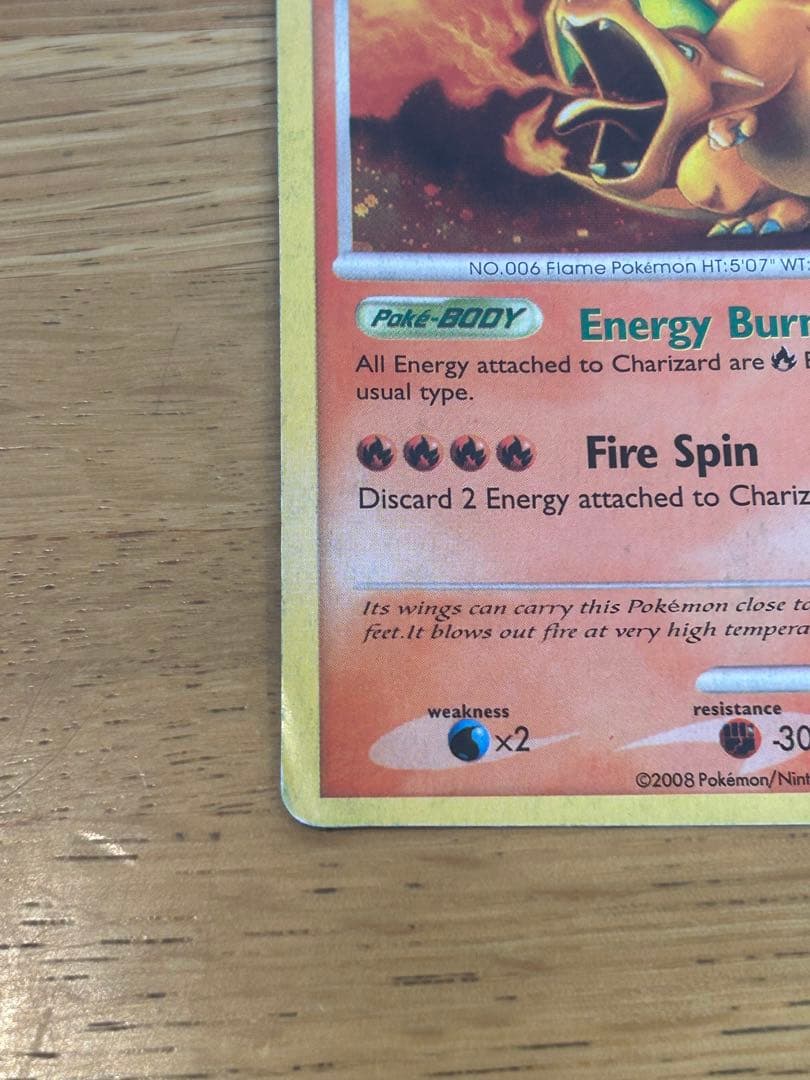 NO.006 Flame Pokémon HT:5'07" WT:
Poké-BODY Energy Burn
All Energy attached to Charizard are
usual type.
Fire Spin
Discard 2 Energy attached to Chariz
Its wings can carry this Pokémon close to
feet.It blows out fire at very high tempera
weakness resistance
x2 -30
©2008 Pokémon/Nint